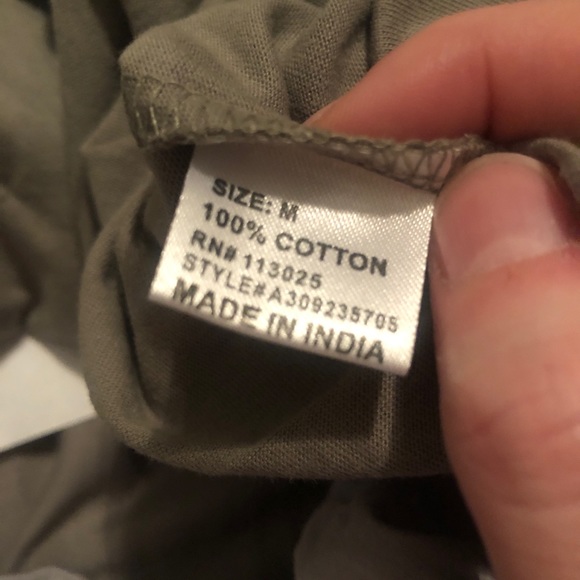 SIZE: M
100% COTTON
RN# 113025
STYLE#A309235705
MADE IN INDIA